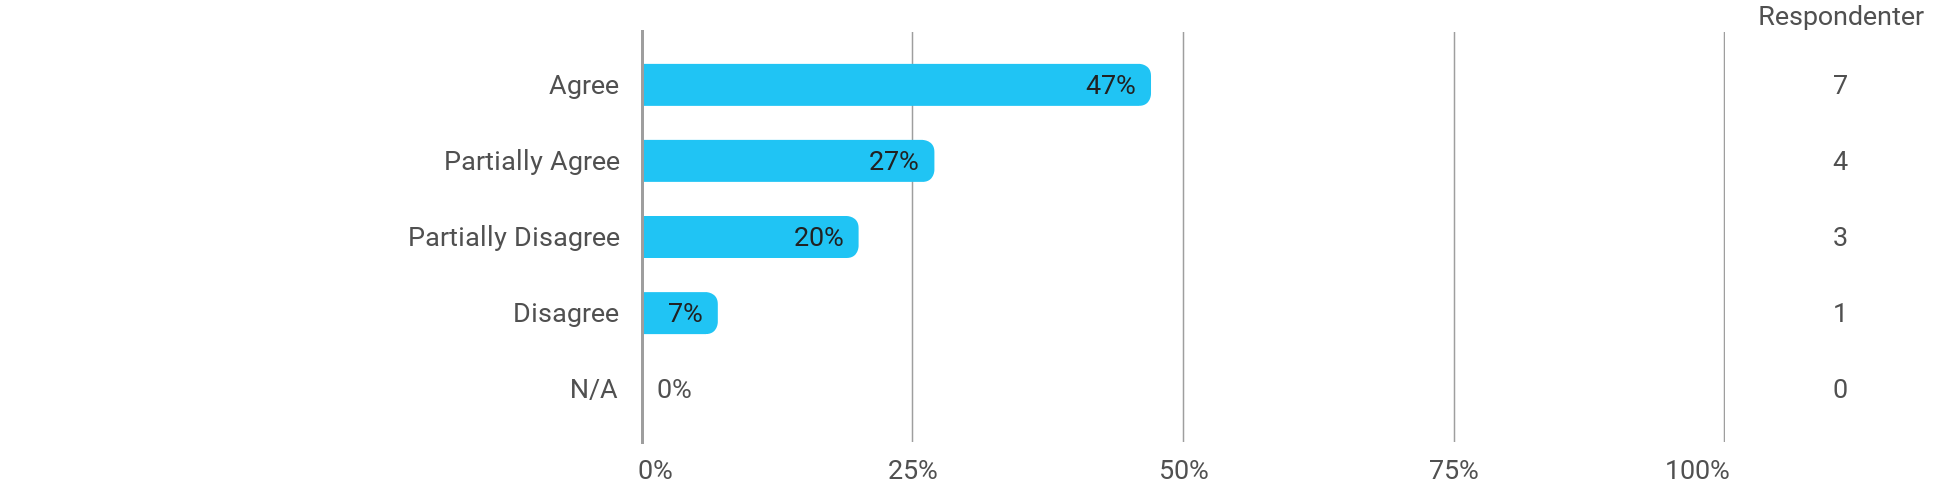 Respondenter
Agree 47% 7
Partially Agree 27% 4
Partially Disagree 20% 3
Disagree 7% 1
N/A 0% 0
0% 25% 50% 75% 100%